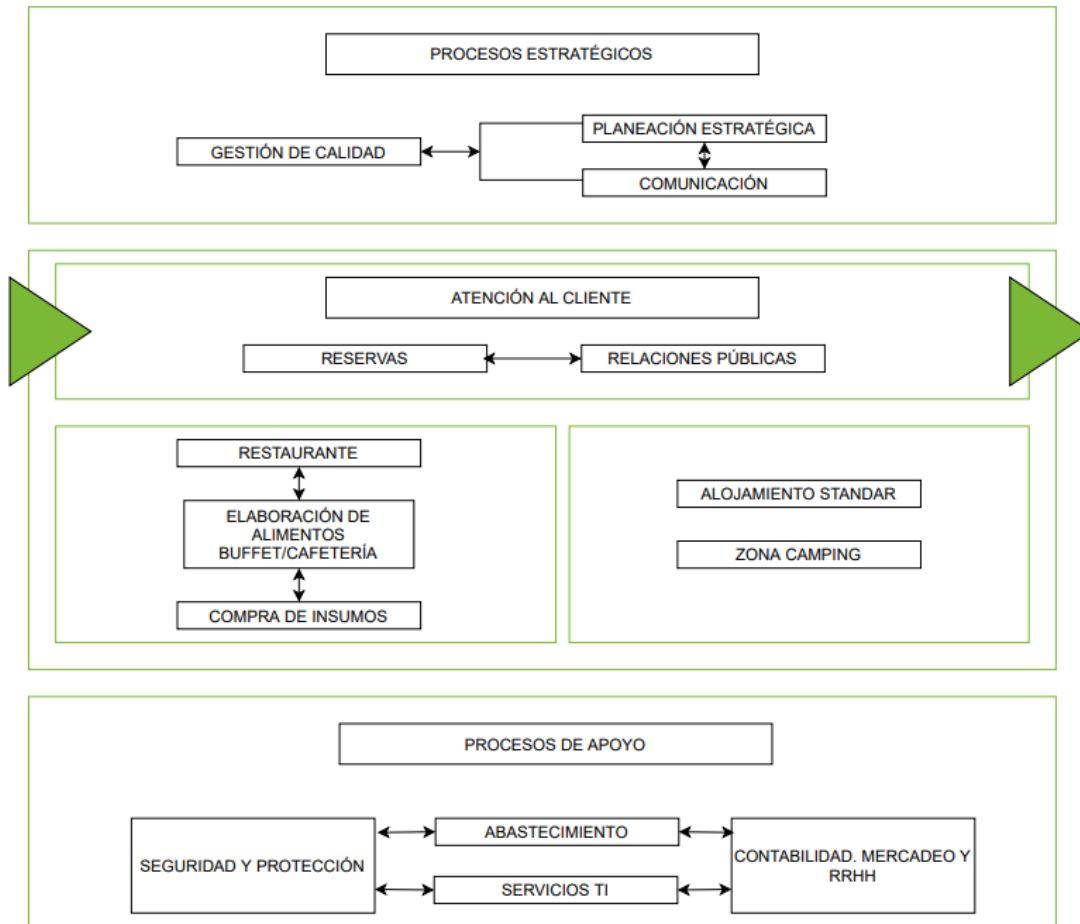 PROCESOS ESTRATÉGICOS
GESTIÓN DE CALIDAD
PLANEACIÓN ESTRATÉGICA
COMUNICACIÓN
ATENCIÓN AL CLIENTE
RESERVAS
RELACIONES PÚBLICAS
RESTAURANTE
ELABORACIÓN DE
ALIMENTOS
BUFFET/CAFETERÍA
COMPRA DE INSUMOS
ALOJAMIENTO STANDAR
ZONA CAMPING
PROCESOS DE APOYO
SEGURIDAD Y PROTECCIÓN
ABASTECIMIENTO
SERVICIOS TI
CONTABILIDAD. MERCADEO Y
RRHH